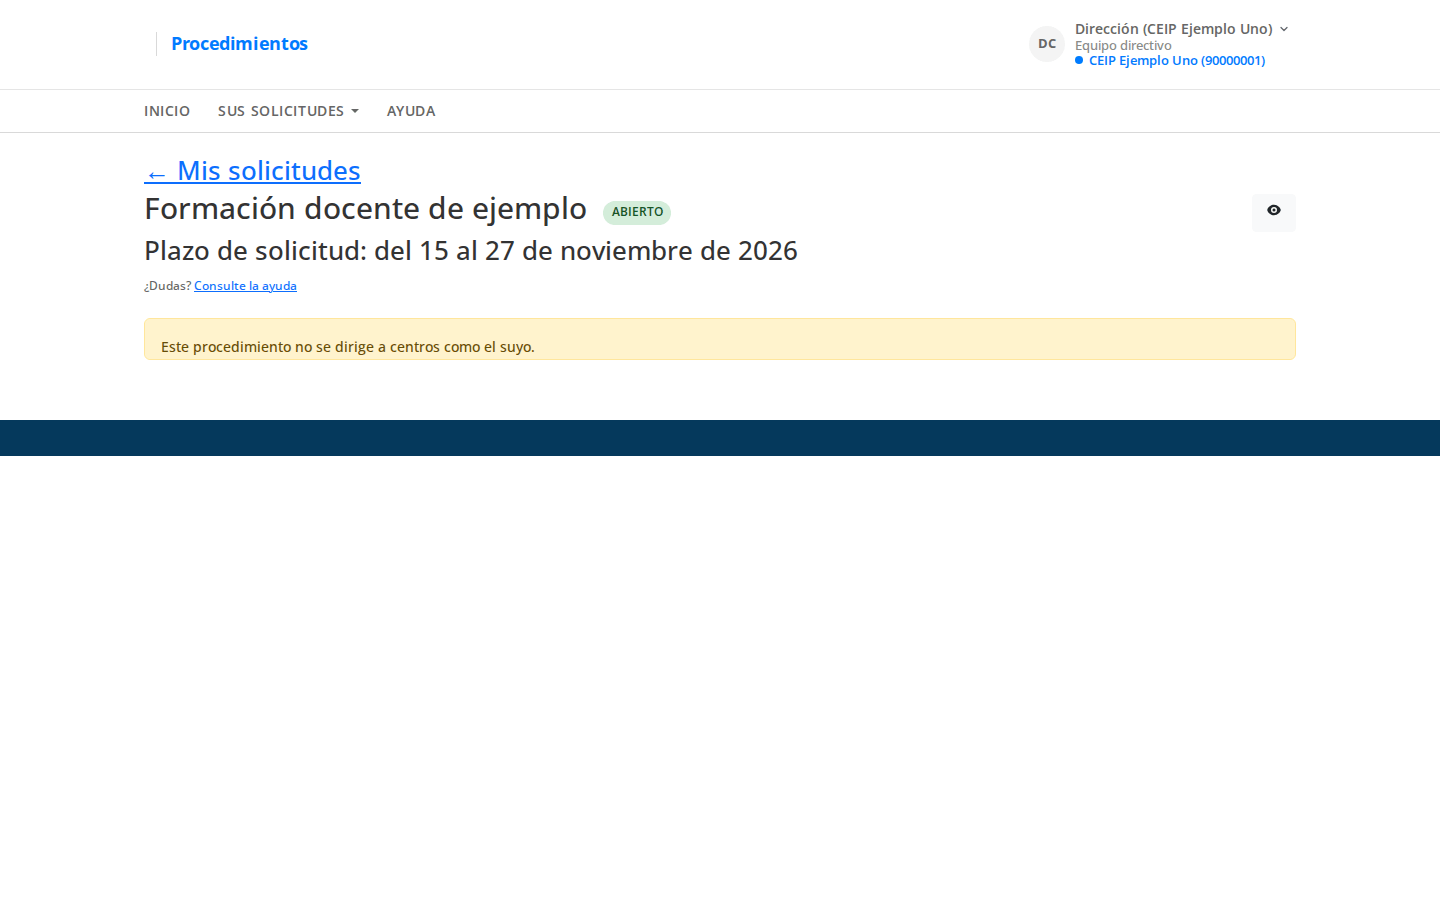 Procedimientos
DC
Dirección (CEIP Ejemplo Uno)
Equipo directivo
CEIP Ejemplo Uno (90000001)
INICIO
SUS SOLICITUDES
AYUDA
← Mis solicitudes
Formación docente de ejemplo ABIERTO
Plazo de solicitud: del 15 al 27 de noviembre de 2026
¿Dudas? Consulte la ayuda
Este procedimiento no se dirige a centros como el suyo.